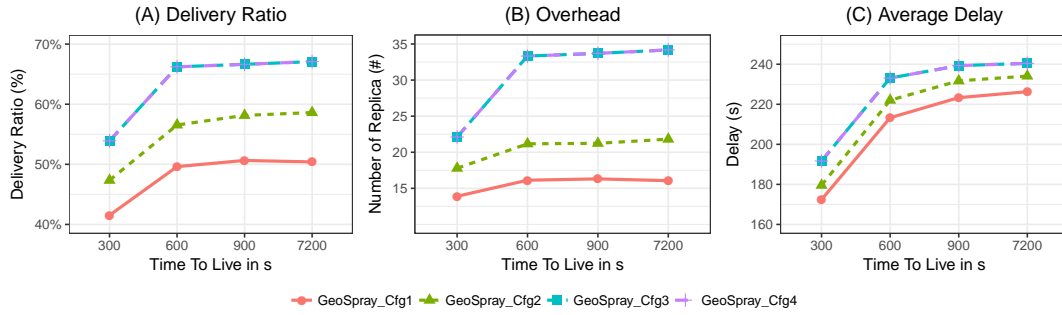 (A) Delivery Ratio
Delivery Ratio (%)
70%
60%
50%
40%
300 600 900 7200
Time To Live in s
(B) Overhead
Number of Replica (#)
35
30
25
20
15
300 600 900 7200
Time To Live in s
(C) Average Delay
Delay (s)
240
220
200
180
160
300 600 900 7200
Time To Live in s
GeoSpray_Cfg1 GeoSpray_Cfg2 GeoSpray_Cfg3 GeoSpray_Cfg4